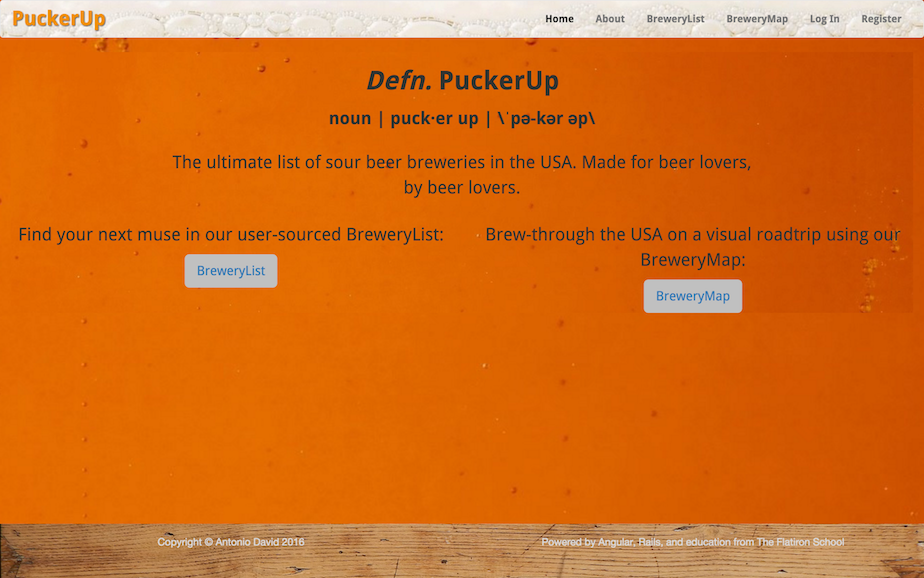 PuckerUp
Home About BreweryList BreweryMap Log In Register
Defn. PuckerUp
noun | puck·er up | \ˈpə-kər əp\
The ultimate list of sour beer breweries in the USA. Made for beer lovers,
by beer lovers.
Find your next muse in our user-sourced BreweryList:
BreweryList
Brew-through the USA on a visual roadtrip using our
BreweryMap:
BreweryMap
Copyright © Antonio David 2016
Powered by Angular, Rails, and education from The Flatiron School